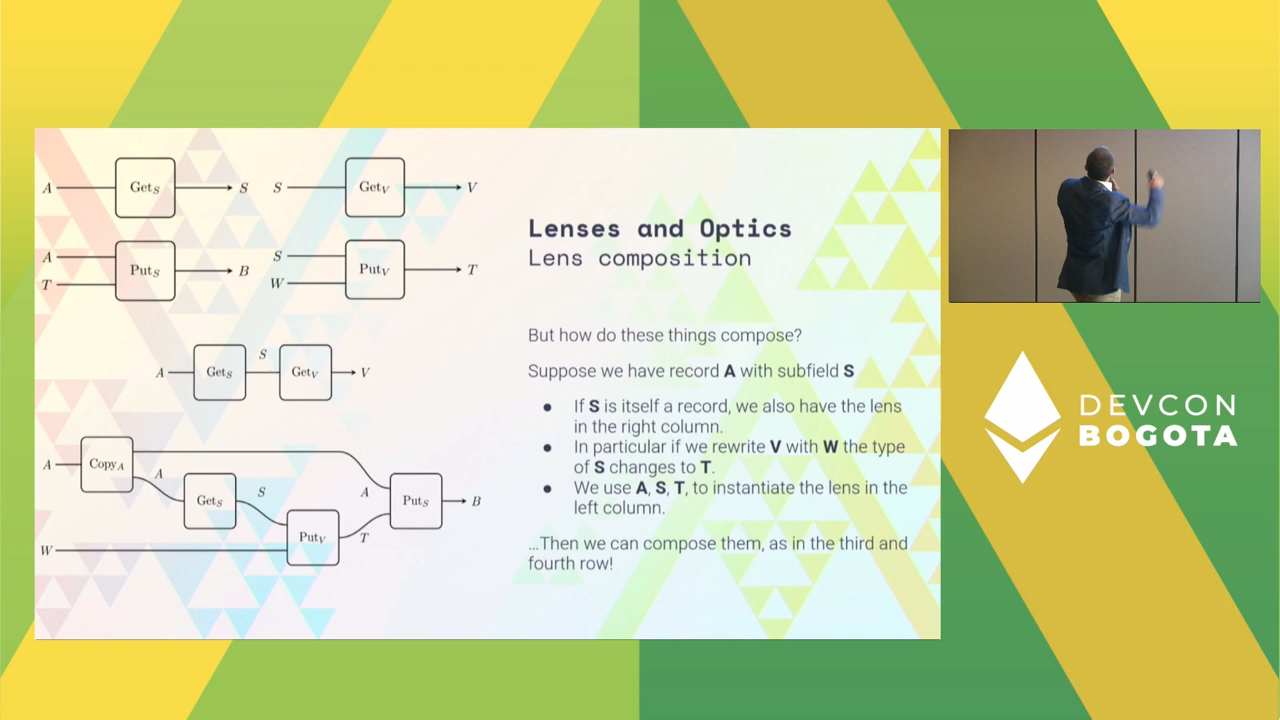 A Get_S S S Get_V V
A S
Put_S B Put_V T
T W
A Get_S S Get_V V
A Copy_A A Get_S S A Put_S B
Put_V T
W
Lenses and Optics
Lens composition
But how do these things compose?
Suppose we have record A with subfield S
● If S is itself a record, we also have the lens
in the right column.
● In particular if we rewrite V with W the type
of S changes to T.
● We use A, S, T, to instantiate the lens in the
left column.
...Then we can compose them, as in the third and
fourth row!
DEVCON
BOGOTA